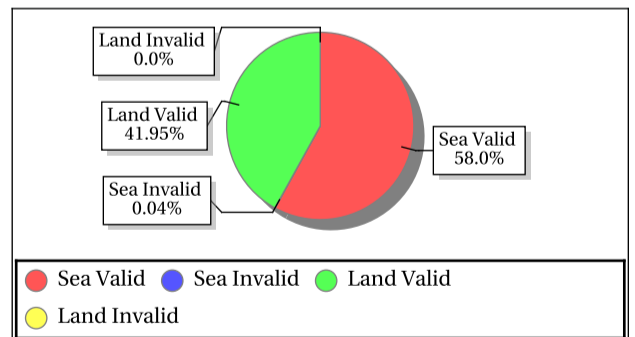 Land Invalid
0.0%
Land Valid
41.95%
Sea Valid
58.0%
Sea Invalid
0.04%
Sea Valid
Sea Invalid
Land Valid
Land Invalid